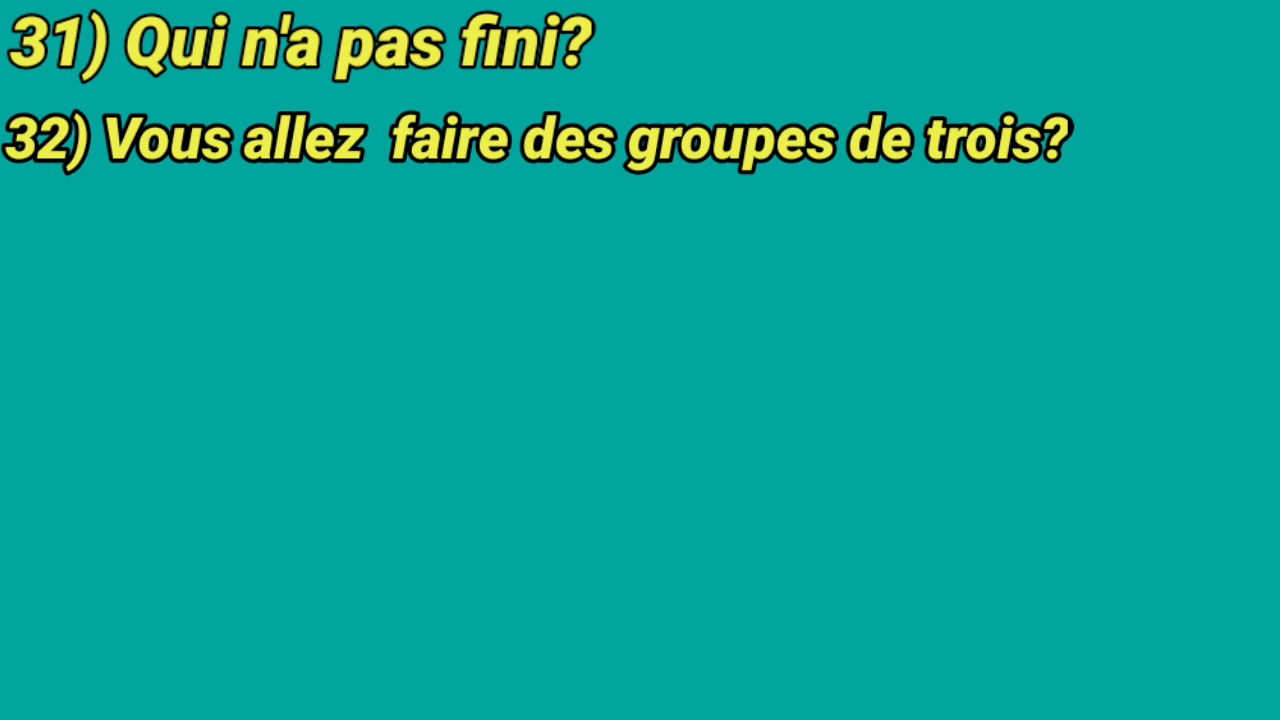 31) Qui n'a pas fini?
32) Vous allez  faire des groupes de trois?